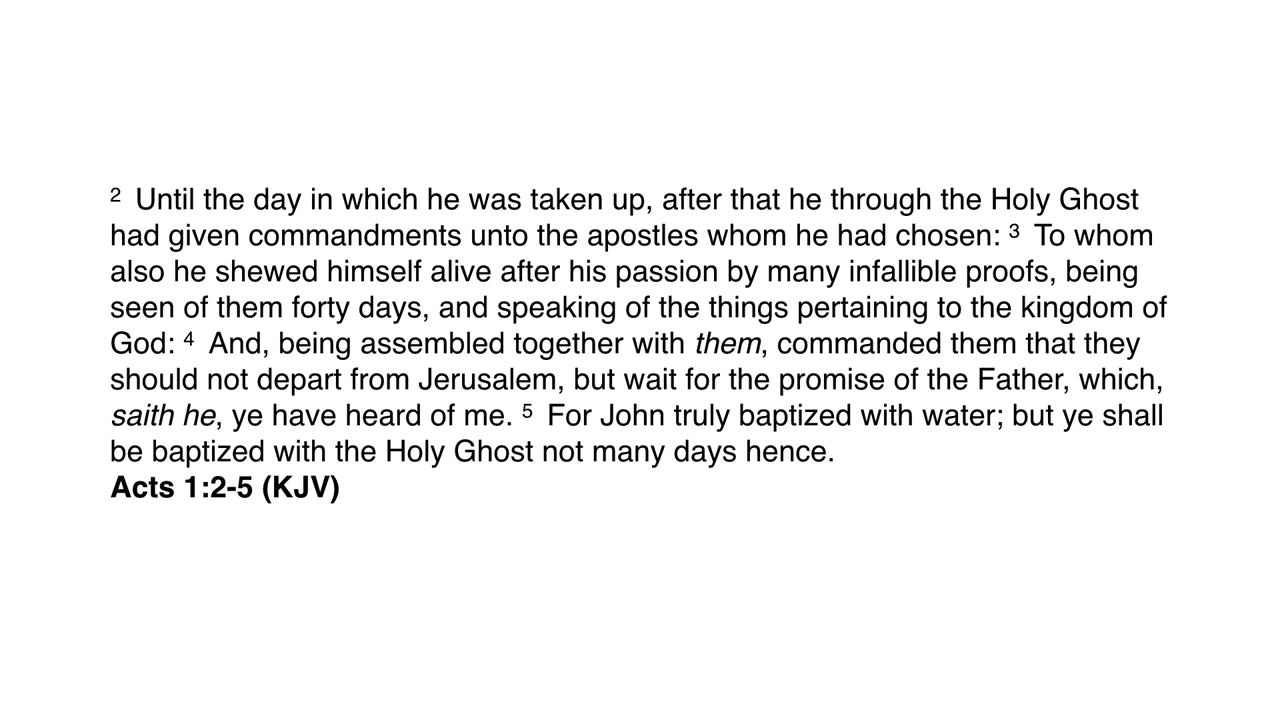 2 Until the day in which he was taken up, after that he through the Holy Ghost
had given commandments unto the apostles whom he had chosen: 3 To whom
also he shewed himself alive after his passion by many infallible proofs, being
seen of them forty days, and speaking of the things pertaining to the kingdom of
God: 4 And, being assembled together with them, commanded them that they
should not depart from Jerusalem, but wait for the promise of the Father, which,
saith he, ye have heard of me. 5 For John truly baptized with water; but ye shall
be baptized with the Holy Ghost not many days hence.
Acts 1:2-5 (KJV)